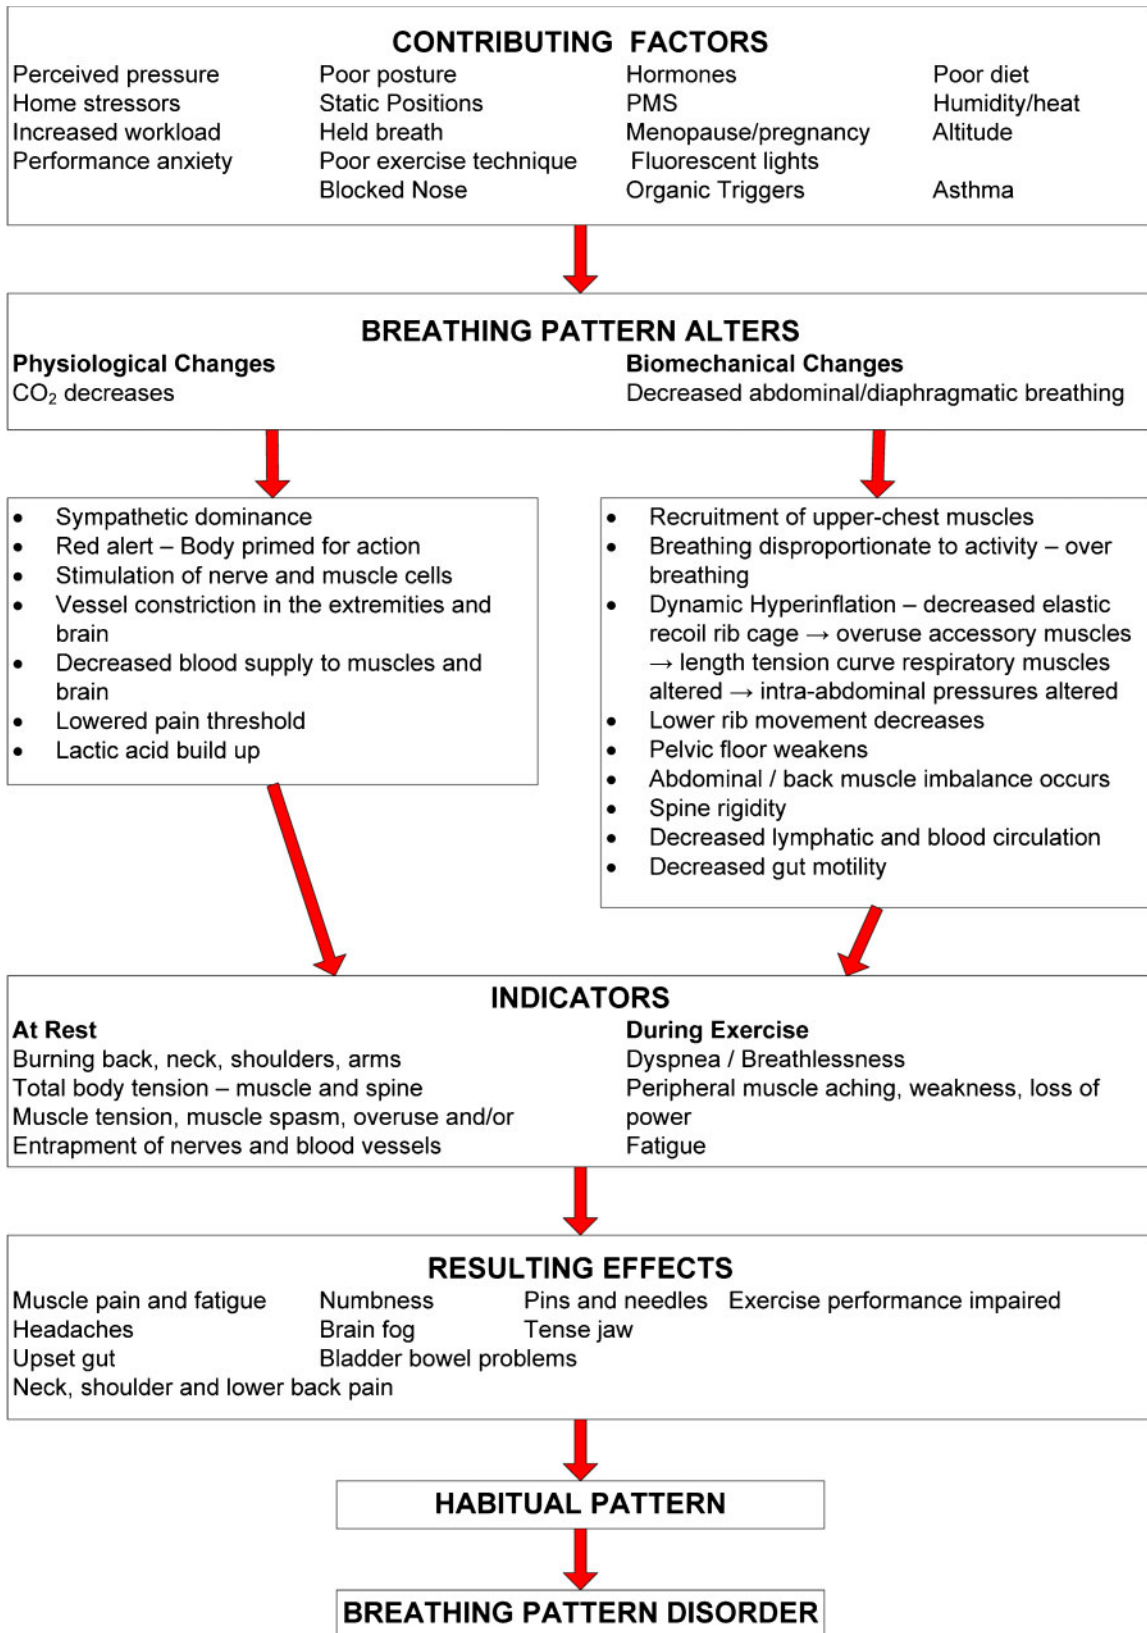 CONTRIBUTING FACTORS
Perceived pressure Poor posture Hormones Poor diet
Home stressors Static Positions PMS Humidity/heat
Increased workload Held breath Menopause/pregnancy Altitude
Performance anxiety Poor exercise technique Fluorescent lights
Blocked Nose Organic Triggers Asthma
BREATHING PATTERN ALTERS
Physiological Changes Biomechanical Changes
CO₂ decreases Decreased abdominal/diaphragmatic breathing
• Sympathetic dominance
• Red alert – Body primed for action
• Stimulation of nerve and muscle cells
• Vessel constriction in the extremities and
brain
• Decreased blood supply to muscles and
brain
• Lowered pain threshold
• Lactic acid build up
• Recruitment of upper-chest muscles
• Breathing disproportionate to activity – over
breathing
• Dynamic Hyperinflation – decreased elastic
recoil rib cage → overuse accessory muscles
→ length tension curve respiratory muscles
altered → intra-abdominal pressures altered
• Lower rib movement decreases
• Pelvic floor weakens
• Abdominal / back muscle imbalance occurs
• Spine rigidity
• Decreased lymphatic and blood circulation
• Decreased gut motility
INDICATORS
At Rest
Burning back, neck, shoulders, arms
Total body tension – muscle and spine
Muscle tension, muscle spasm, overuse and/or
Entrapment of nerves and blood vessels
During Exercise
Dyspnea / Breathlessness
Peripheral muscle aching, weakness, loss of
power
Fatigue
RESULTING EFFECTS
Muscle pain and fatigue Numbness Pins and needles Exercise performance impaired
Headaches Brain fog Tense jaw
Upset gut Bladder bowel problems
Neck, shoulder and lower back pain
HABITUAL PATTERN
BREATHING PATTERN DISORDER